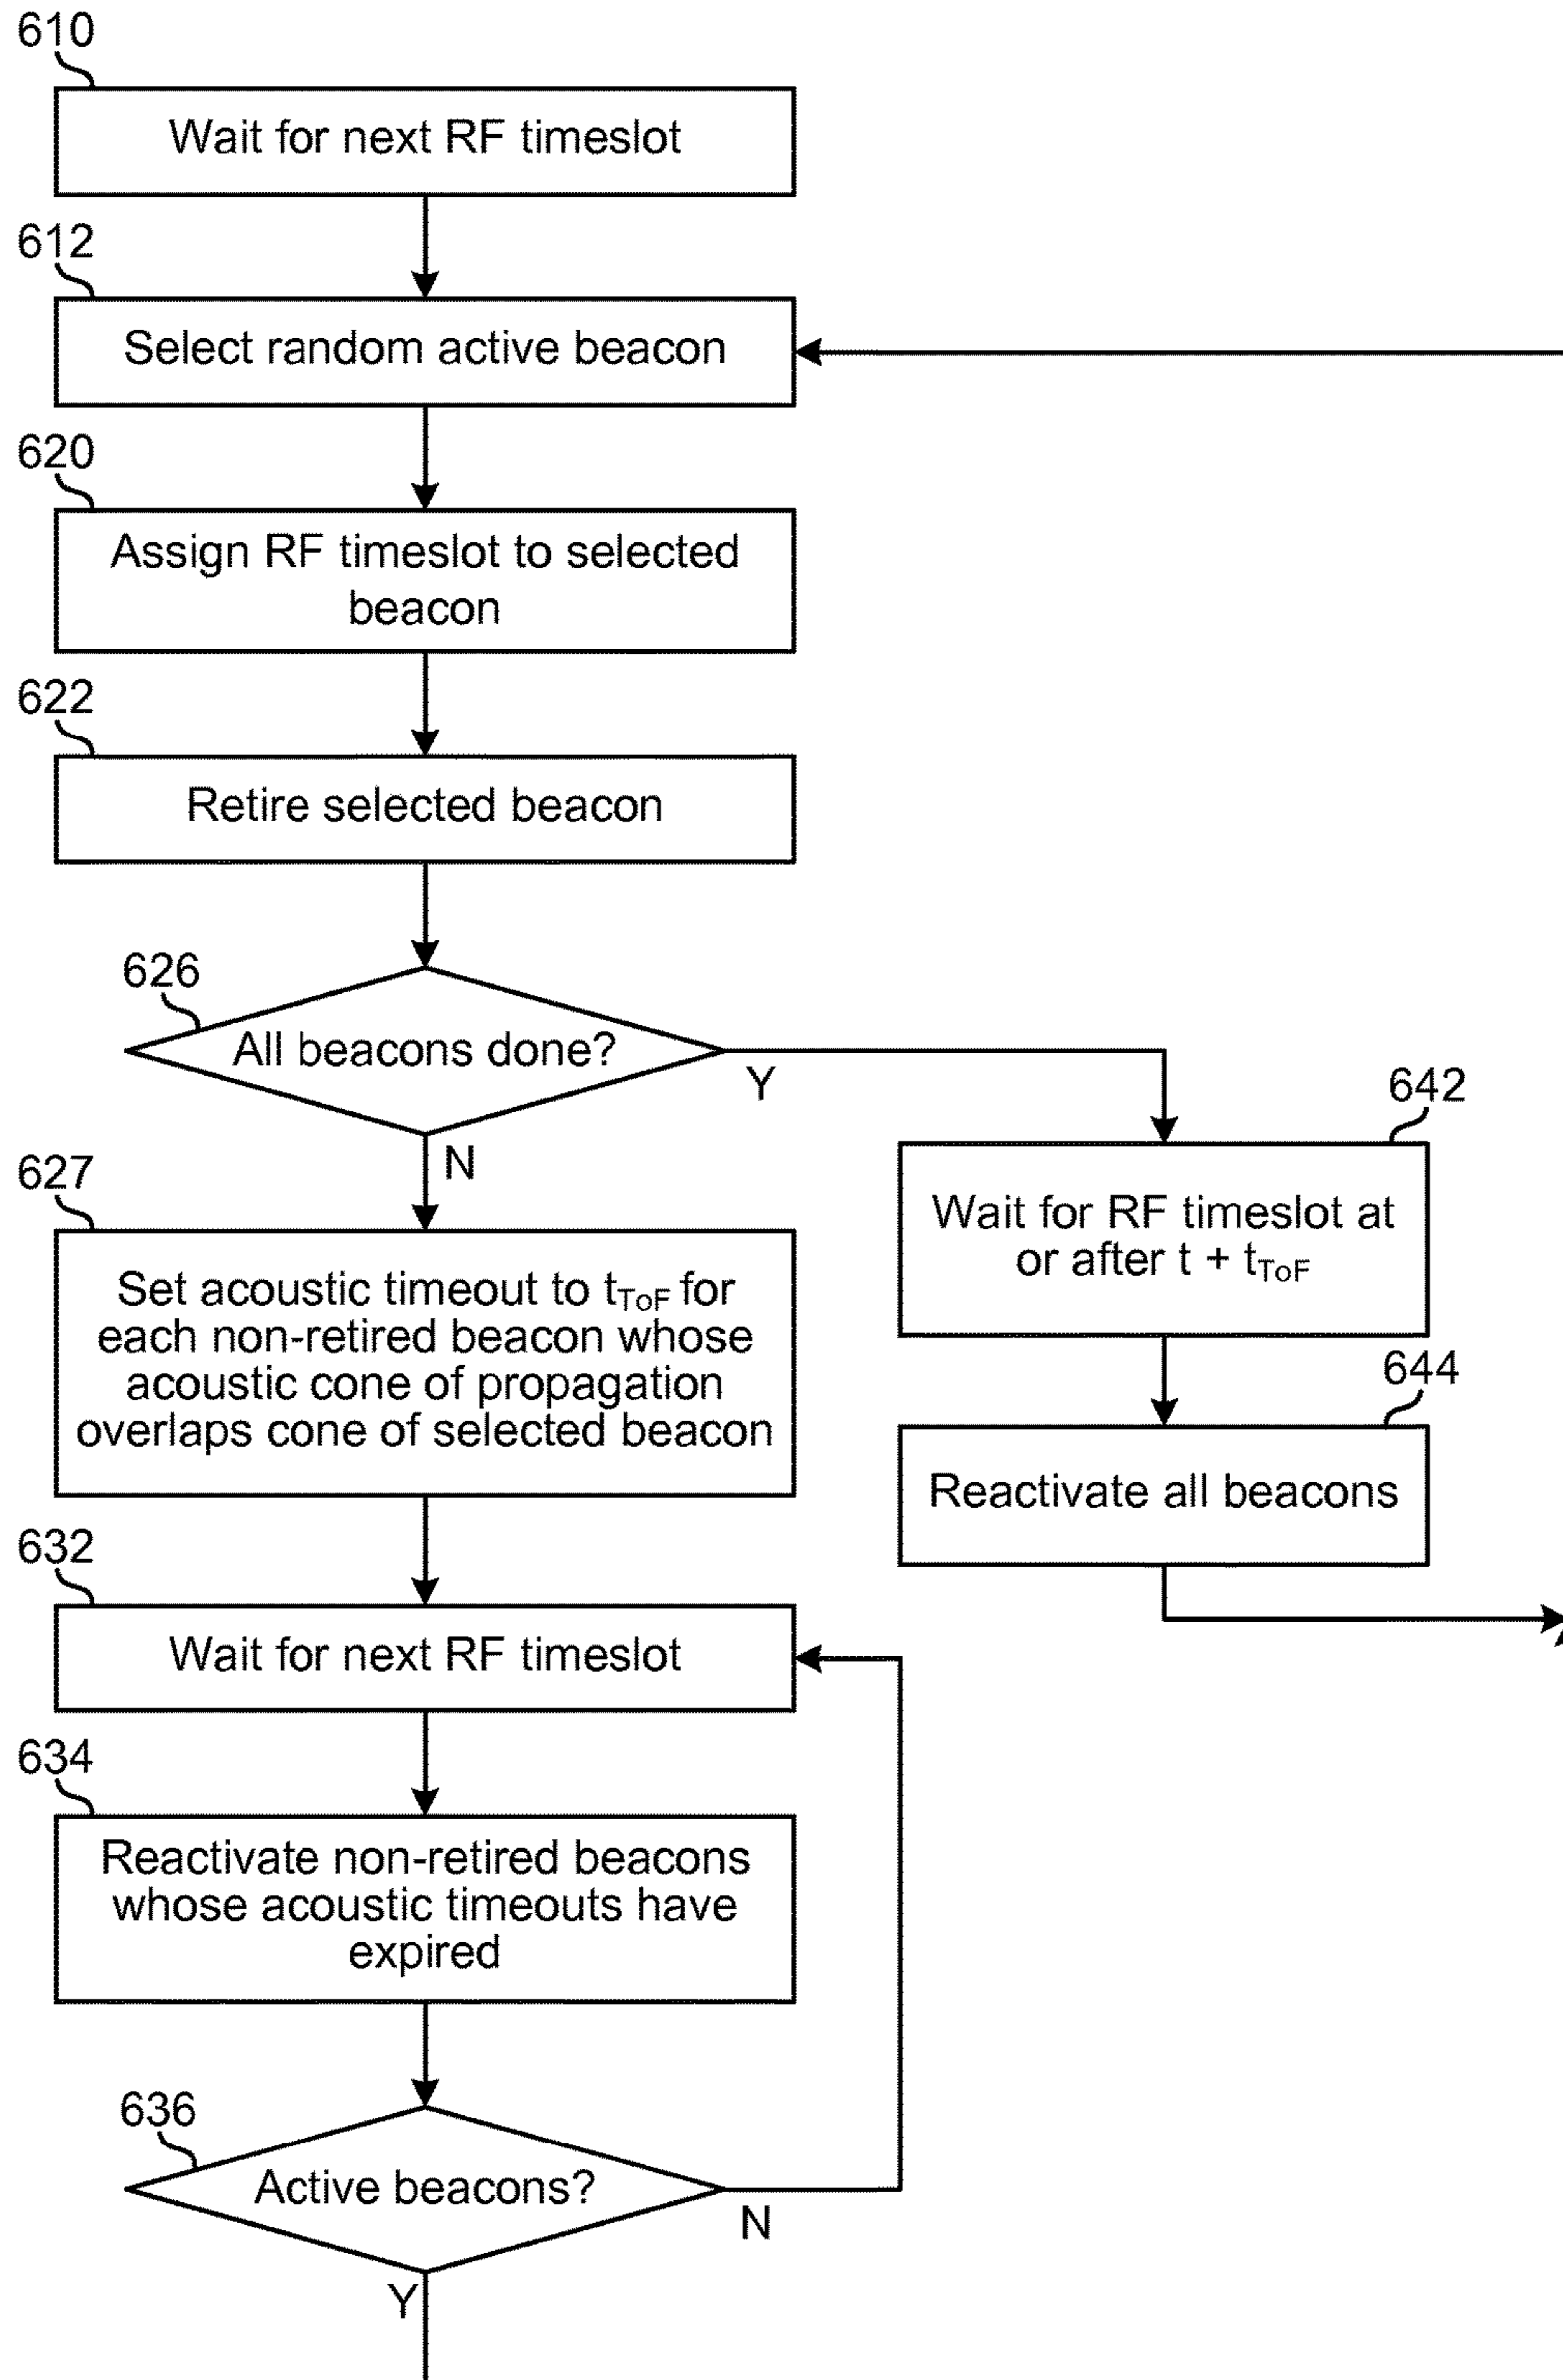 610
Wait for next RF timeslot
612
Select random active beacon
620
Assign RF timeslot to selected
beacon
622
Retire selected beacon
626
All beacons done?
Y
N
642
Wait for RF timeslot at
or after t + tToF
644
Reactivate all beacons
627
Set acoustic timeout to tToF for
each non-retired beacon whose
acoustic cone of propagation
overlaps cone of selected beacon
632
Wait for next RF timeslot
634
Reactivate non-retired beacons
whose acoustic timeouts have
expired
636
Active beacons?
N
Y